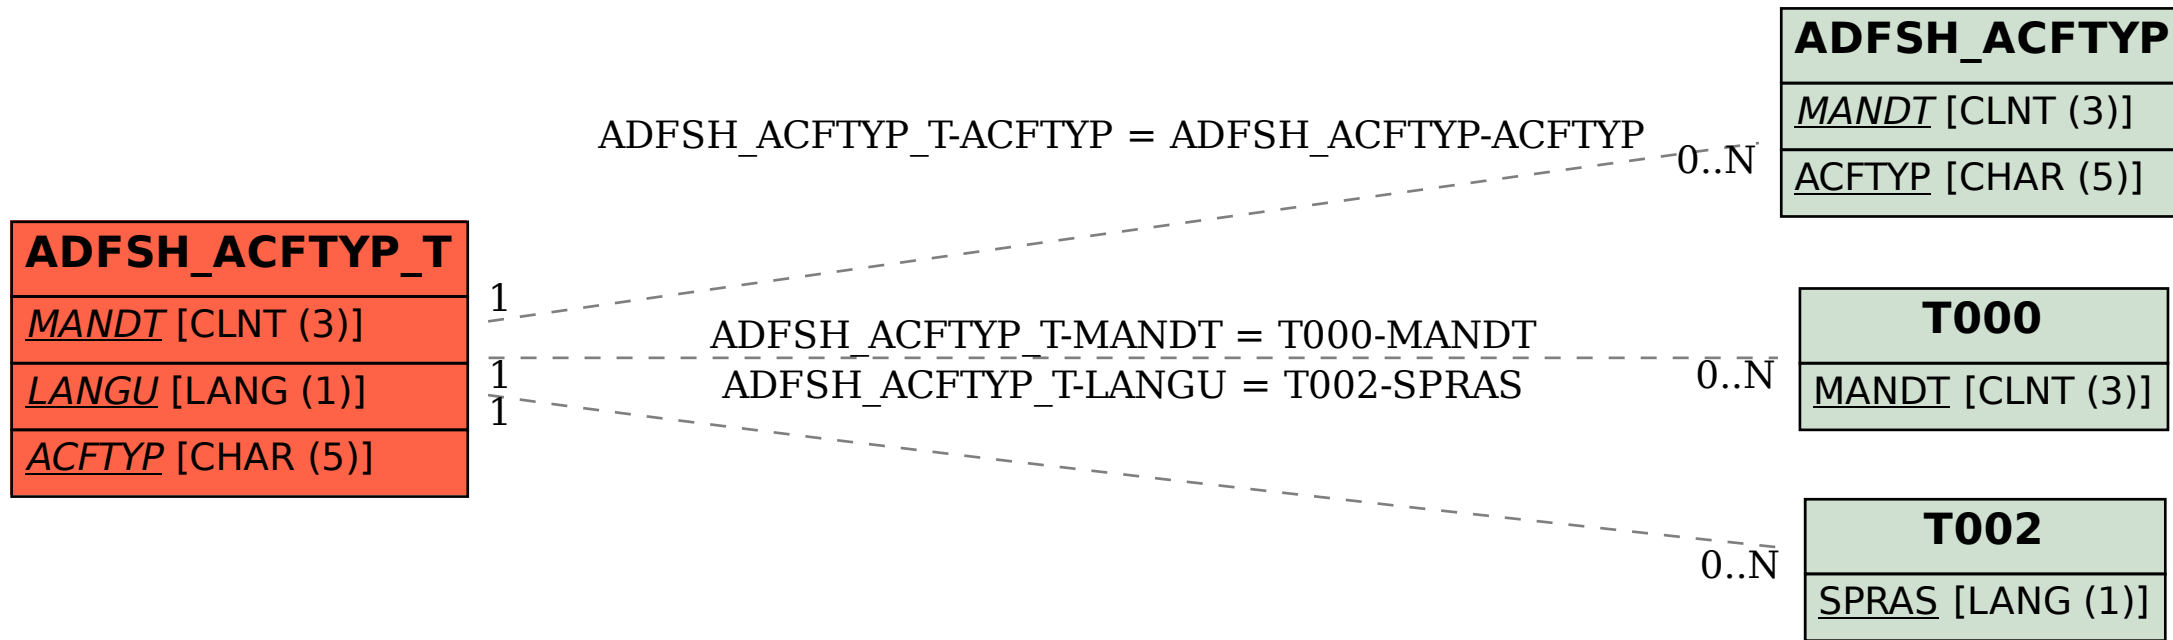 ADFSH_ACFTYP
MANDT [CLNT (3)]
ACFTYP [CHAR (5)]
ADFSH_ACFTYP_T-ACFTYP = ADFSH_ACFTYP-ACFTYP
0..N
ADFSH_ACFTYP_T
MANDT [CLNT (3)]
LANGU [LANG (1)]
ACFTYP [CHAR (5)]
1
ADFSH_ACFTYP_T-MANDT = T000-MANDT
1
0..N
ADFSH_ACFTYP_T-LANGU = T002-SPRAS
1
T000
MANDT [CLNT (3)]
0..N
T002
SPRAS [LANG (1)]